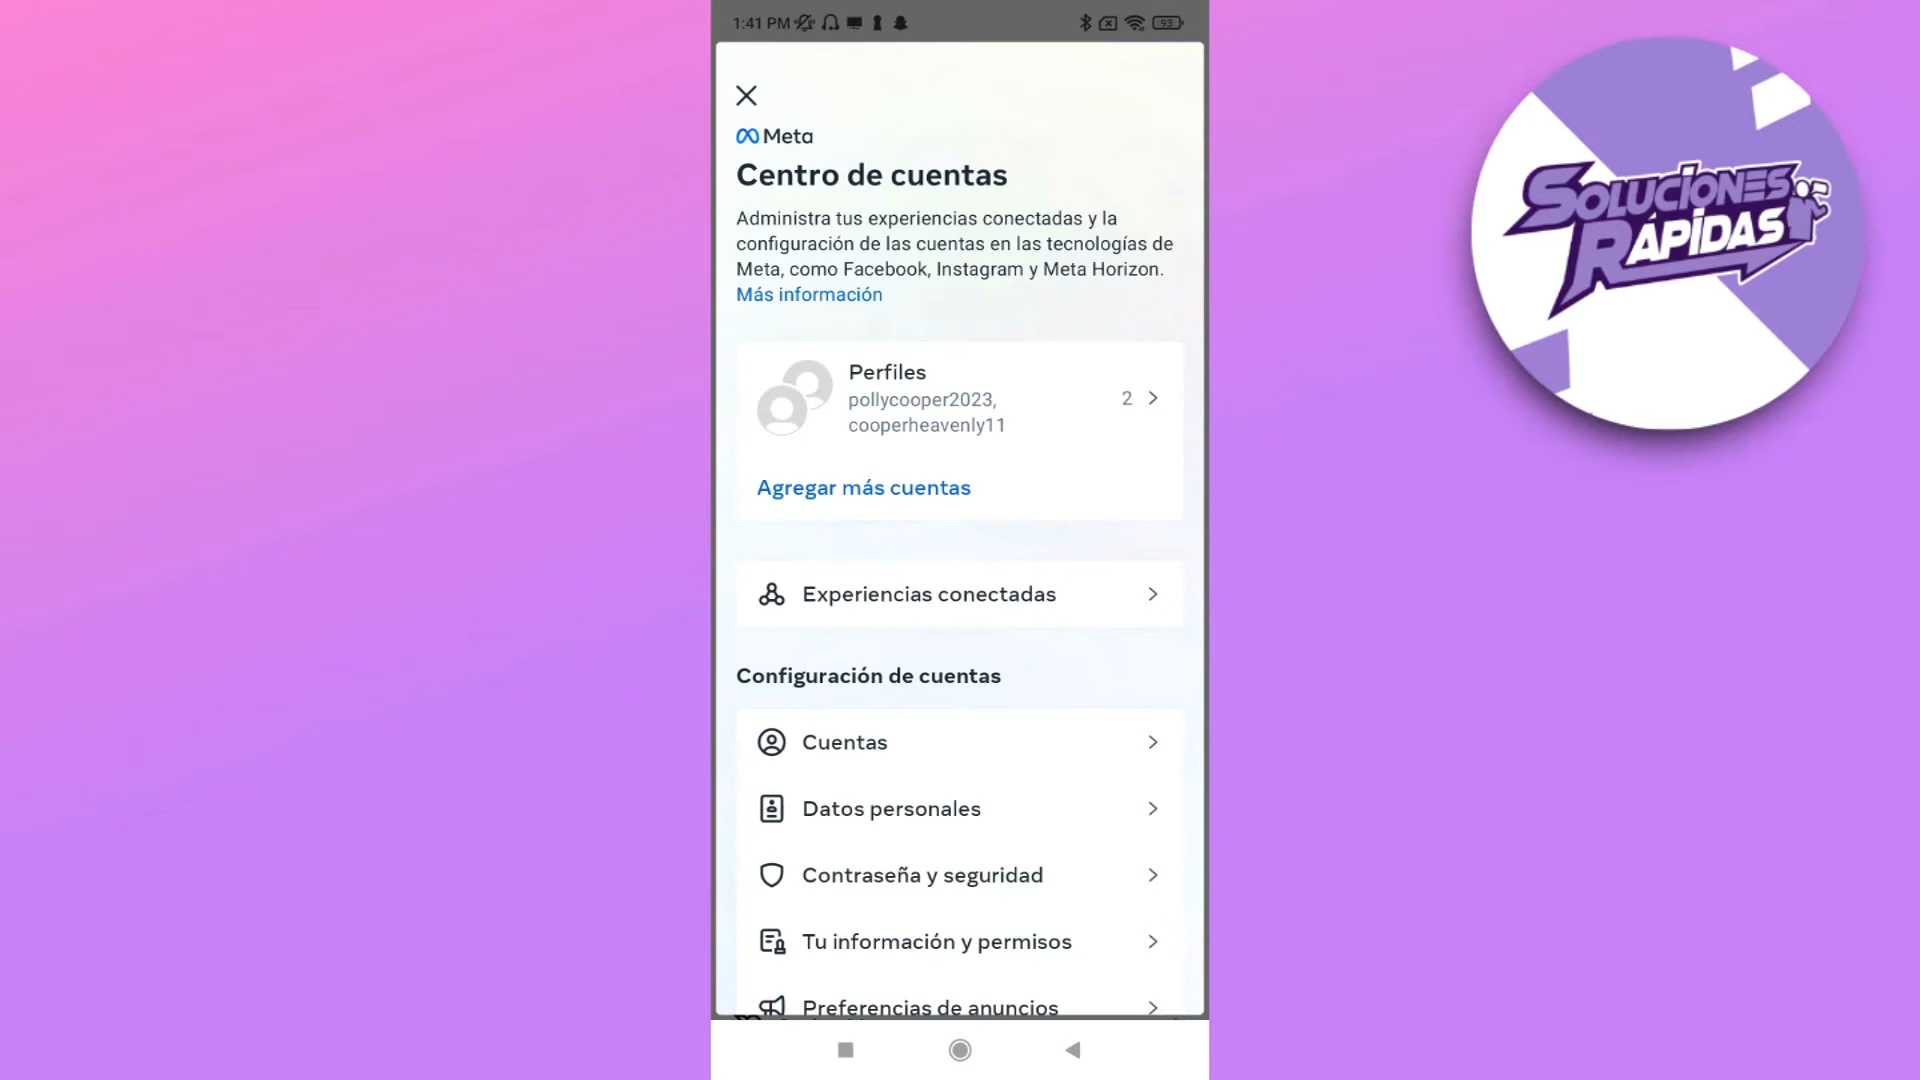 1:41 PM
93
Meta
Centro de cuentas
Administra tus experiencias conectadas y la
configuración de las cuentas en las tecnologías de
Meta, como Facebook, Instagram y Meta Horizon.
Más información
Perfiles
pollycooper2023,
cooperheavenly11
2
Agregar más cuentas
Experiencias conectadas
Configuración de cuentas
Cuentas
Datos personales
Contraseña y seguridad
Tu información y permisos
Preferencias de anuncios
SOLUCIONES
RÁPIDAS